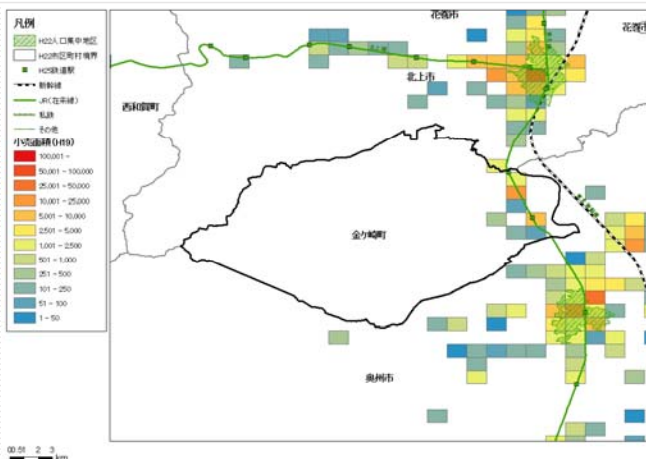 凡例
H22人口集中地区
H22市区町村境界
H25鉄道駅
新幹線
JR(在来線)
私鉄
その他
小売面積(H19)
100,001 -
50,001 - 100,000
25,001 - 50,000
10,001 - 25,000
5,001 - 10,000
2,501 - 5,000
1,001 - 2,500
501 - 1,000
251 - 500
101 - 250
51 - 100
1 - 50
花巻市
花巻市
北上市
西和賀町
金ケ崎町
奥州市
00.51 2 3
km